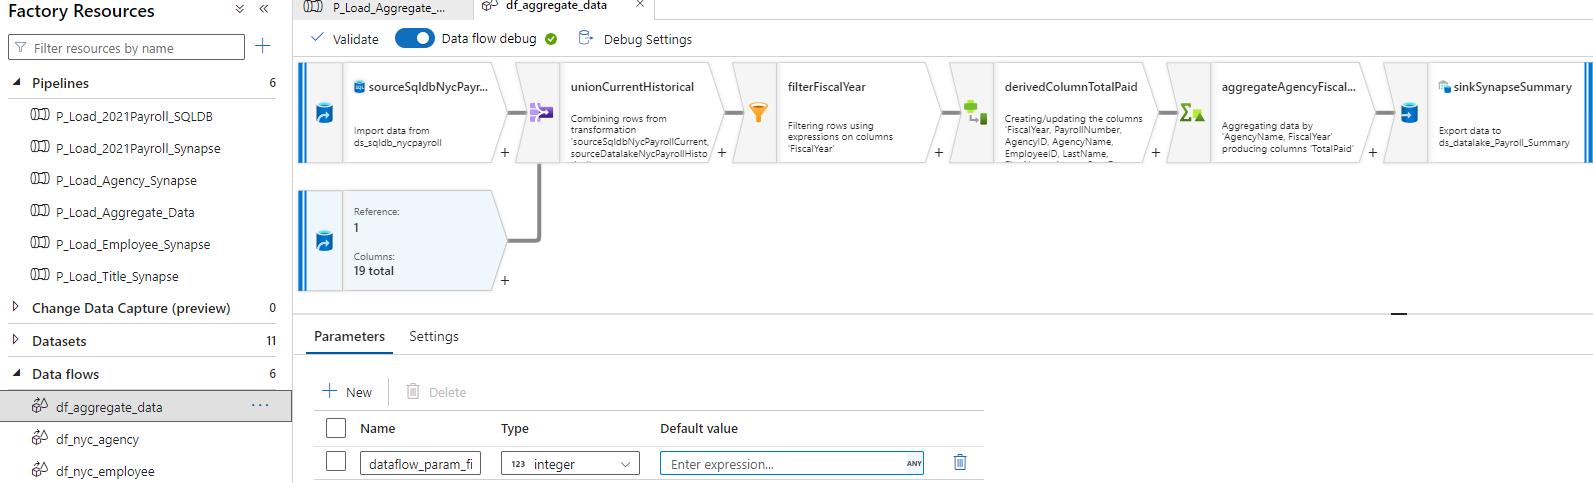 Factory Resources
Filter resources by name
Pipelines 6
P_Load_2021Payroll_SQLDB
P_Load_2021Payroll_Synapse
P_Load_Agency_Synapse
P_Load_Aggregate_Data
P_Load_Employee_Synapse
P_Load_Title_Synapse
Change Data Capture (preview) 0
Datasets 11
Data flows 6
df_aggregate_data
df_nyc_agency
df_nyc_employee
P_Load_Aggregate_...
df_aggregate_data
Validate
Data flow debug
Debug Settings
sourceSqldbNycPayr...
Import data from
ds_sqldb_nycpayroll
unionCurrentHistorical
Combining rows from
transformation
'sourceSqldbNycPayrollCurrent,
sourceDatalakeNycPayrollHisto
filterFiscalYear
Filtering rows using
expressions on columns
'FiscalYear'
derivedColumnTotalPaid
Creating/updating the columns
'FiscalYear, PayrollNumber,
AgencyID, AgencyName,
EmployeeID, LastName,
aggregateAgencyFiscal...
Aggregating data by
'AgencyName, FiscalYear'
producing columns 'TotalPaid'
sinkSynapseSummary
Export data to
ds_datalake_Payroll_Summary
Reference:
1
Columns:
19 total
Parameters
Settings
New
Delete
Name Type Default value
dataflow_param_fi 123 integer Enter expression... ANY